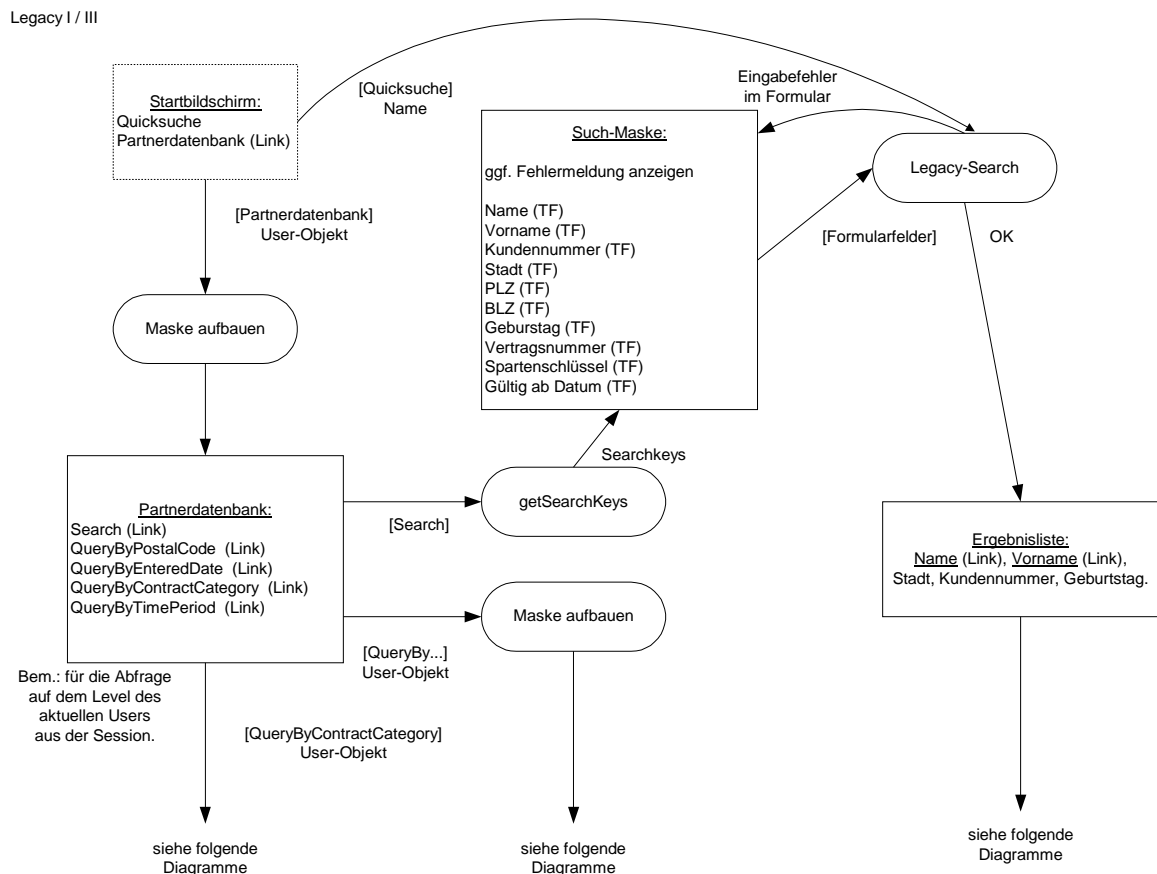 Legacy I / III
Startbildschirm:
Quicksuche
Partnerdatenbank (Link)
[Quicksuche]
Name
Eingabefehler
im Formular
Such-Maske:
ggf. Fehlermeldung anzeigen
Name (TF)
Vorname (TF)
Kundennummer (TF)
Stadt (TF)
PLZ (TF)
BLZ (TF)
Geburstag (TF)
Vertragsnummer (TF)
Spartenschlüssel (TF)
Gültig ab Datum (TF)
Legacy-Search
[Partnerdatenbank]
User-Objekt
[Formularfelder]
OK
Maske aufbauen
Searchkeys
Partnerdatenbank:
Search (Link)
QueryByPostalCode (Link)
QueryByEnteredDate (Link)
QueryByContractCategory (Link)
QueryByTimePeriod (Link)
getSearchKeys
[Search]
Ergebnisliste:
Name (Link), Vorname (Link),
Stadt, Kundennummer, Geburtstag.
Maske aufbauen
[QueryBy...]
User-Objekt
Bem.: für die Abfrage
auf dem Level des
aktuellen Users
aus der Session.
[QueryByContractCategory]
User-Objekt
siehe folgende
Diagramme
siehe folgende
Diagramme
siehe folgende
Diagramme